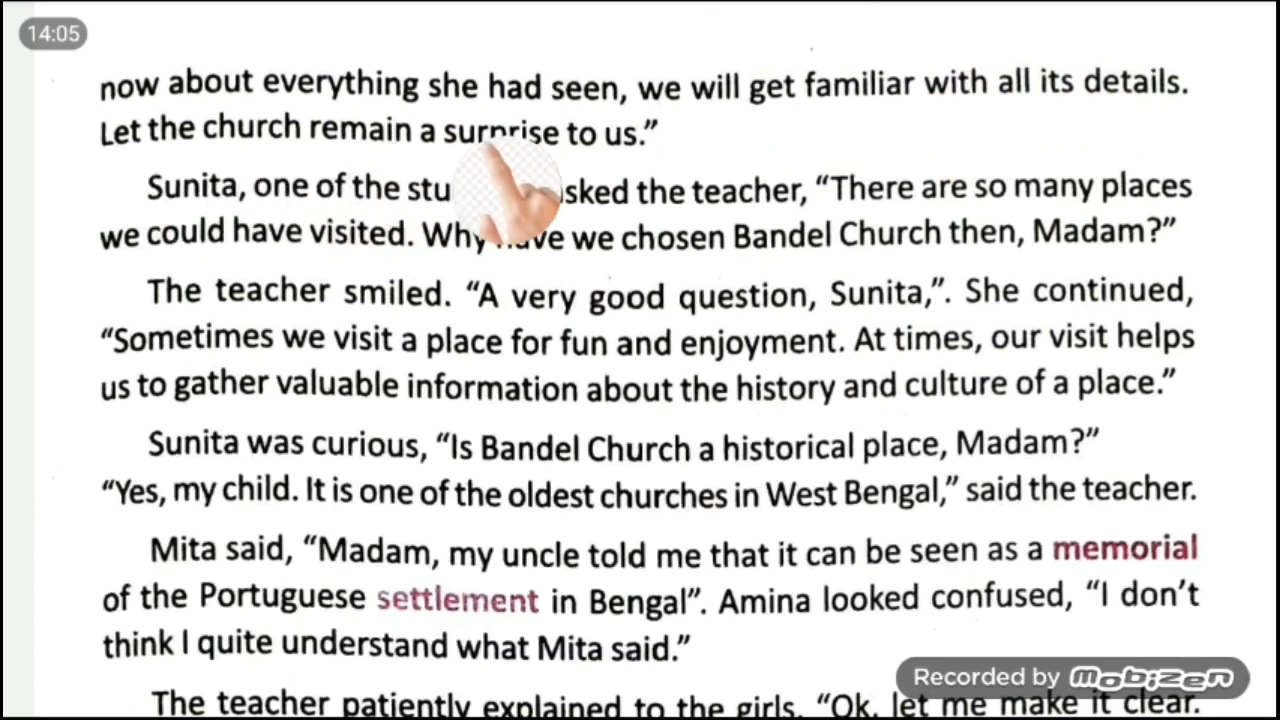 14:05
now about everything she had seen, we will get familiar with all its details.
Let the church remain a surprise to us.”
Sunita, one of the stu sked the teacher, “There are so many places
we could have visited. Why have we chosen Bandel Church then, Madam?”
The teacher smiled. “A very good question, Sunita,”. She continued,
“Sometimes we visit a place for fun and enjoyment. At times, our visit helps
us to gather valuable information about the history and culture of a place.”
Sunita was curious, “Is Bandel Church a historical place, Madam?”
“Yes, my child. It is one of the oldest churches in West Bengal,” said the teacher.
Mita said, “Madam, my uncle told me that it can be seen as a memorial
of the Portuguese settlement in Bengal”. Amina looked confused, “I don’t
think I quite understand what Mita said.”
Recorded by mobizen
The teacher patiently explained to the girls, “Ok, let me make it clear.